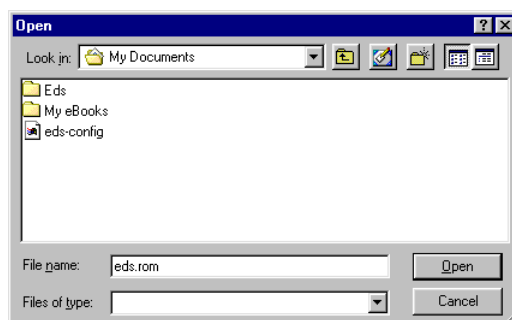 Open
Look in: My Documents
Eds
My eBooks
eds-config
File name: eds.rom Open
Files of type: Cancel